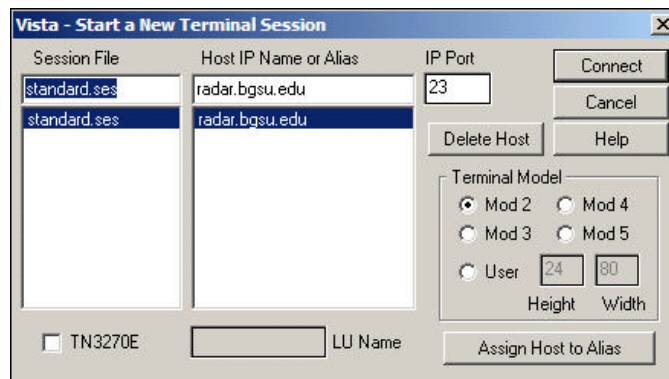 Vista - Start a New Terminal Session
Session File
Host IP Name or Alias
IP Port
standard.ses
radar.bgsu.edu
23
Connect
Cancel
standard.ses
radar.bgsu.edu
Delete Host
Help
Terminal Model
Mod 2
Mod 4
Mod 3
Mod 5
User
24
80
Height
Width
TN3270E
LU Name
Assign Host to Alias